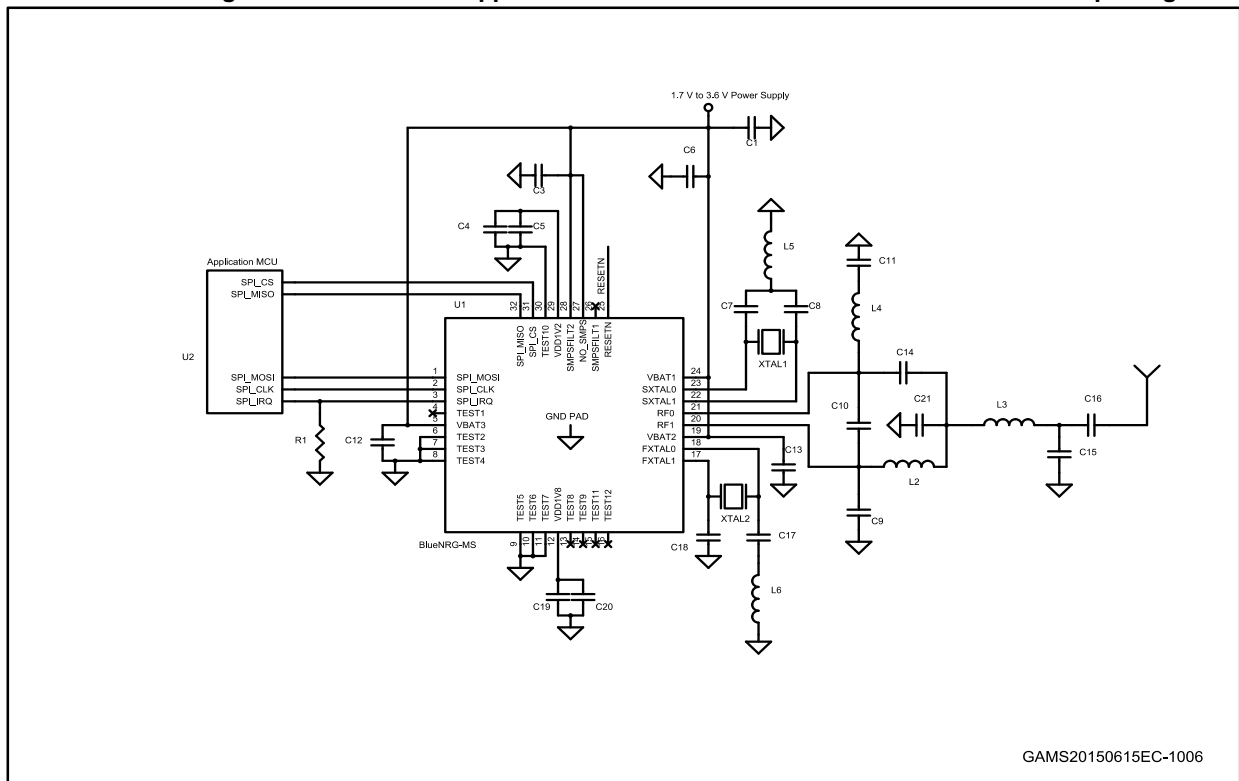 1.7 V to 3.6 V Power Supply
C1
C6
C3
C4
C5
L5
C11
RESETN
Application MCU
SPI_CS
SPI_MISO
U1
C7
C8
L4
32
31
30
29
28
27
26
25
SPI_MISO
SPI_CS
TEST10
VDD1V2
SMPSFILT2
NO_SMPS
SMPSFILT1
RESETN
XTAL1
C14
U2
SPI_MOSI
SPI_CLK
SPI_IRQ
1
2
3
4
5
6
7
8
SPI_MOSI
SPI_CLK
SPI_IRQ
TEST1
VBAT3
TEST2
TEST3
TEST4
GND PAD
VBAT1
SXTAL0
SXTAL1
RF0
RF1
VBAT2
FXTAL0
FXTAL1
24
23
22
21
20
19
18
17
C10
C21
L3
C16
R1
C12
C13
C15
L2
TEST5
TEST6
TEST7
VDD1V8
TEST8
TEST9
TEST11
TEST12
XTAL2
C9
BlueNRG-MS
9
10
11
12
13
14
15
16
C18
C17
C19
C20
L6
GAMS20150615EC-1006